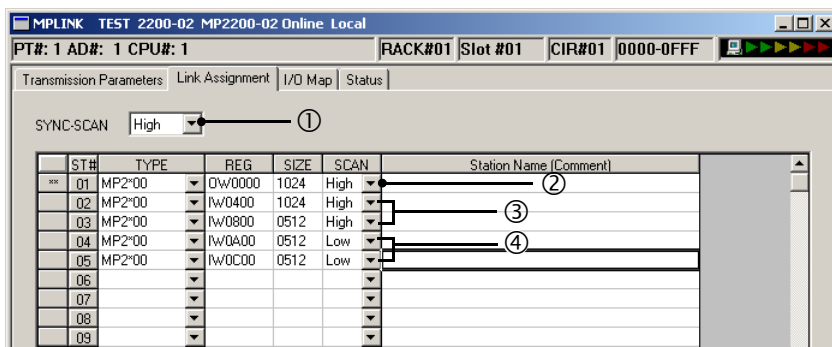 MPLINK TEST 2200-02 MP2200-02 Online Local
PT#: 1 AD#: 1 CPU#: 1 RACK#01 Slot #01 CIR#01 0000-0FFF
Transmission Parameters Link Assignment I/O Map Status
SYNC-SCAN High ①
ST# TYPE REG SIZE SCAN Station Name (Comment)
** 01 MP2*00 OW0000 1024 High ②
02 MP2*00 IW0400 1024 High
③
03 MP2*00 IW0800 0512 High
04 MP2*00 IW0A00 0512 Low ④
05 MP2*00 IW0C00 0512 Low
06
07
08
09